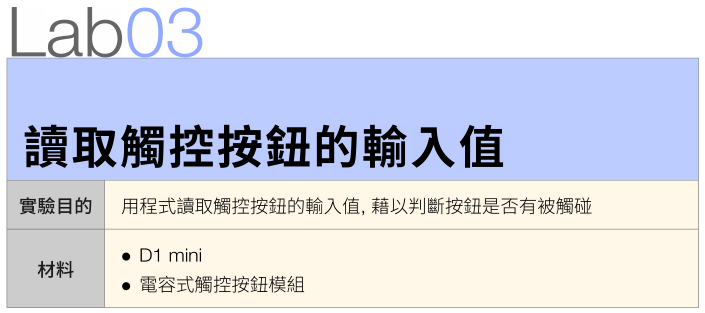 Lab03
讀取觸控按鈕的輸入值
實驗目的
用程式讀取觸控按鈕的輸入值, 藉以判斷按鈕是否有被觸碰
材料
● D1 mini
● 電容式觸控按鈕模組